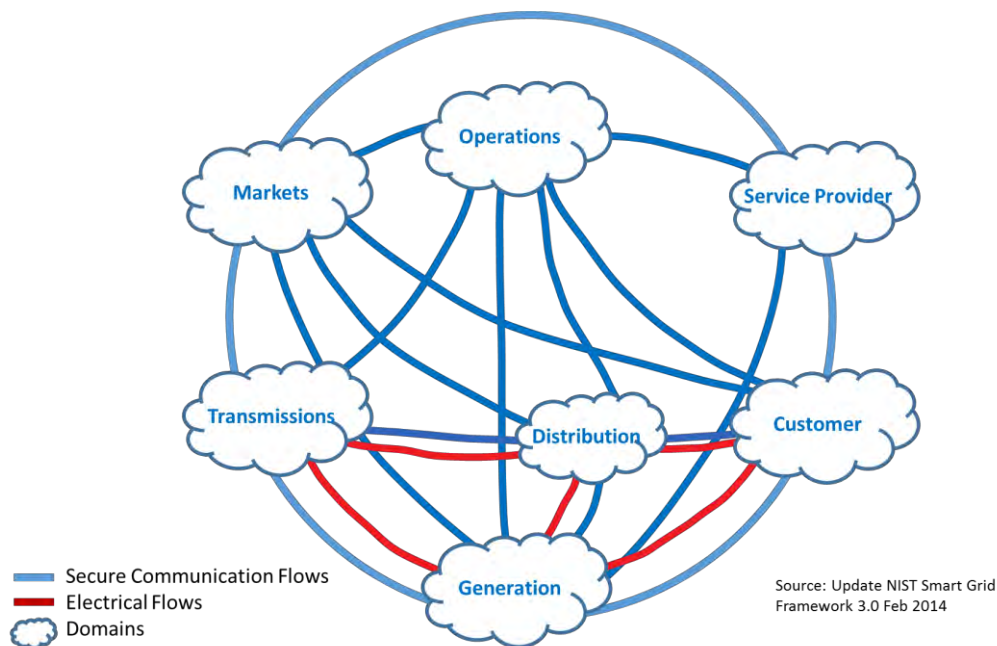 Operations
Markets
Service Provider
Transmissions
Distribution
Customer
Generation
Secure Communication Flows
Electrical Flows
Domains
Source: Update NIST Smart Grid
Framework 3.0 Feb 2014